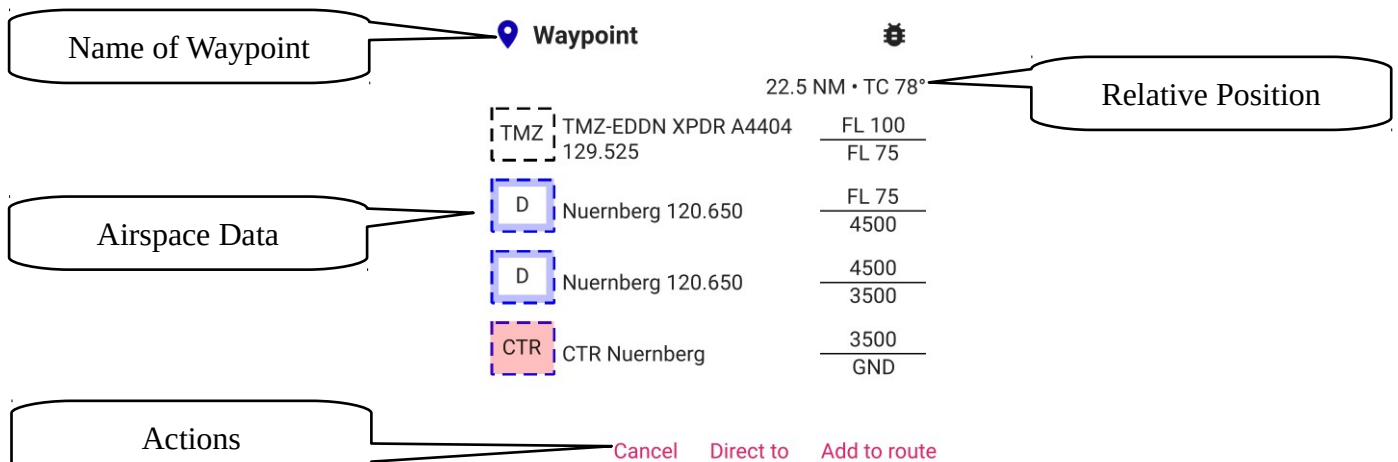 Name of Waypoint
Waypoint
22.5 NM • TC 78°
Relative Position
TMZ
TMZ-EDDN XPDR A4404
129.525
FL 100
FL 75
Airspace Data
D
Nuernberg 120.650
FL 75
4500
D
Nuernberg 120.650
4500
3500
CTR
CTR Nuernberg
3500
GND
Actions
Cancel Direct to Add to route